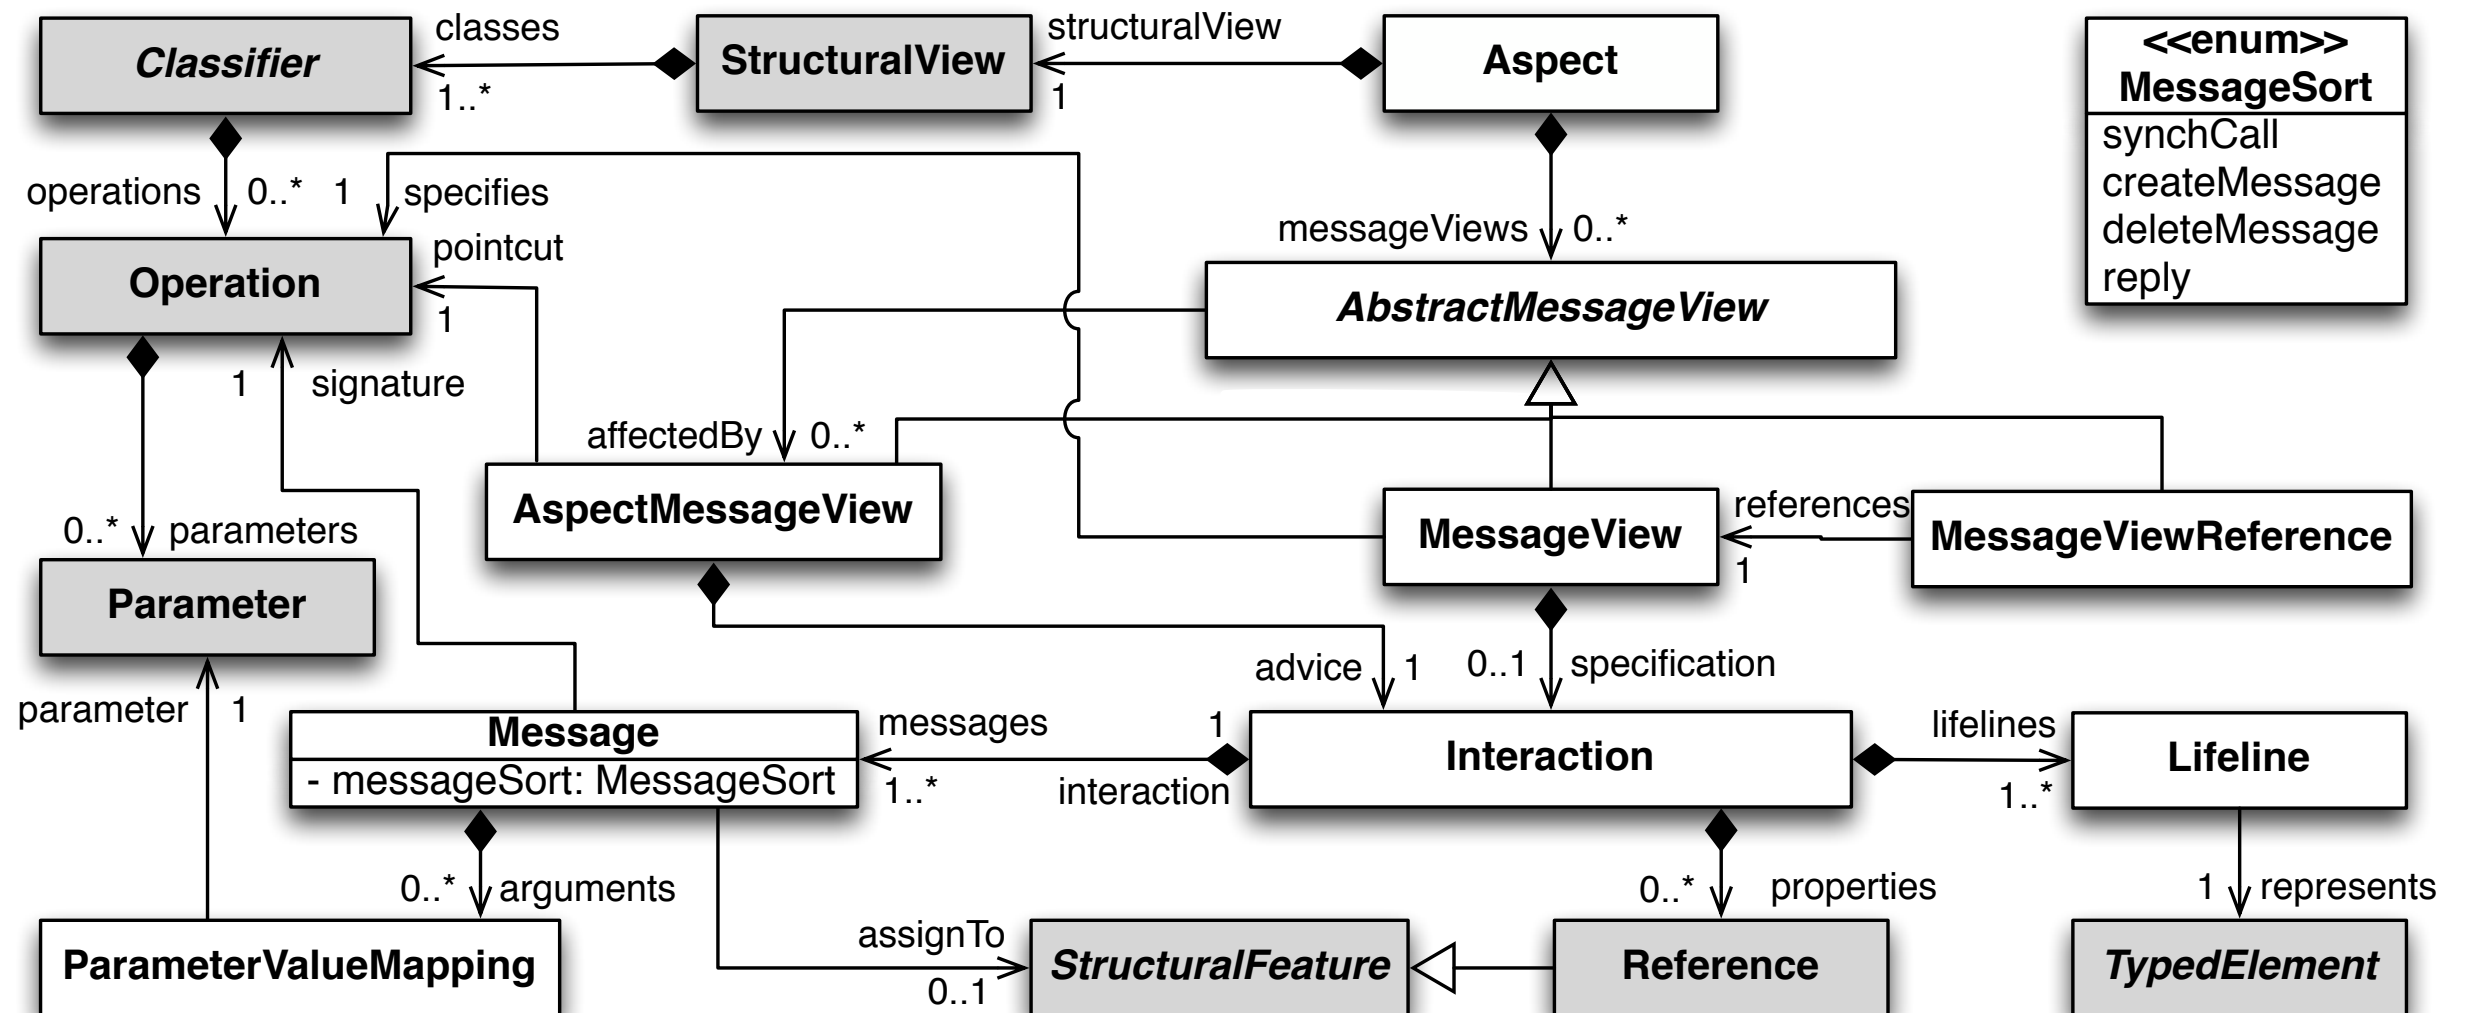 Classifier
classes
1..*
StructuralView
structuralView
1
Aspect
<<enum>>
MessageSort
synchCall
createMessage
deleteMessage
reply
operations
0..*
1
specifies
messageViews
0..*
Operation
pointcut
1
AbstractMessageView
1
signature
affectedBy
0..*
AspectMessageView
MessageView
references
1
MessageViewReference
0..*
parameters
Parameter
advice
1
0..1
specification
parameter
1
Message
- messageSort: MessageSort
messages
1..*
1
interaction
Interaction
lifelines
1..*
Lifeline
0..*
arguments
0..*
properties
1
represents
ParameterValueMapping
assignTo
0..1
StructuralFeature
Reference
TypedElement